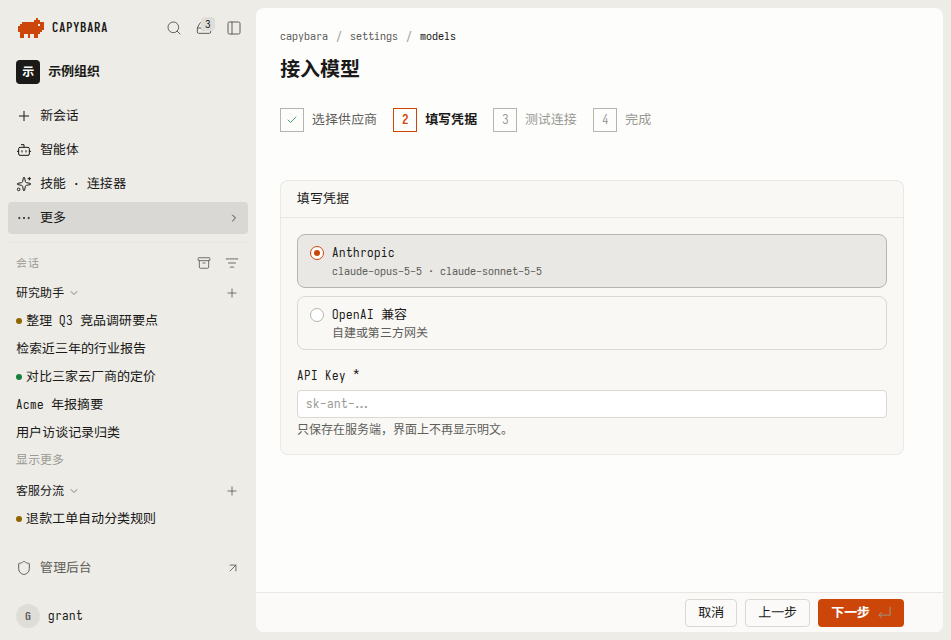 CAPYBARA
3
示 示例组织
新会话
智能体
技能 · 连接器
更多
会话
研究助手
整理 Q3 竞品调研要点
检索近三年的行业报告
对比三家云厂商的定价
Acme 年报摘要
用户访谈记录归类
显示更多
客服分流
退款工单自动分类规则
管理后台
G grant
capybara / settings / models
接入模型
选择供应商 2 填写凭据 3 测试连接 4 完成
填写凭据
Anthropic
claude-opus-5-5 · claude-sonnet-5-5
OpenAI 兼容
自建或第三方网关
API Key *
sk-ant-...
只保存在服务端，界面上不再显示明文。
取消 上一步 下一步